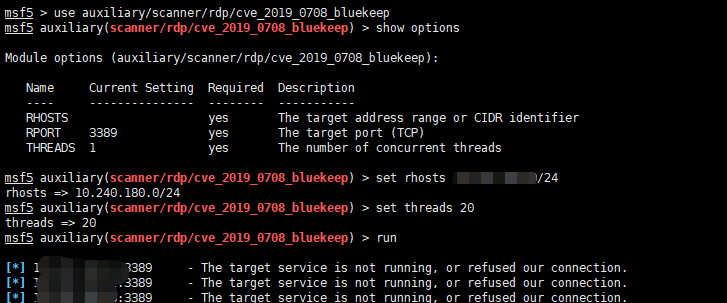 msf5 > use auxiliary/scanner/rdp/cve_2019_0708_bluekeep
msf5 auxiliary(scanner/rdp/cve_2019_0708_bluekeep) > show options
Module options (auxiliary/scanner/rdp/cve_2019_0708_bluekeep):
Name Current Setting Required Description
---- --------------- -------- -----------
RHOSTS yes The target address range or CIDR identifier
RPORT 3389 yes The target port (TCP)
THREADS 1 yes The number of concurrent threads
msf5 auxiliary(scanner/rdp/cve_2019_0708_bluekeep) > set rhosts 0/24
rhosts => 10.240.180.0/24
msf5 auxiliary(scanner/rdp/cve_2019_0708_bluekeep) > set threads 20
threads => 20
msf5 auxiliary(scanner/rdp/cve_2019_0708_bluekeep) > run
[*] 1 :3389 - The target service is not running, or refused our connection.
[*] :3389 - The target service is not running, or refused our connection.
[*] :3389 - The target service is not running, or refused our connection.